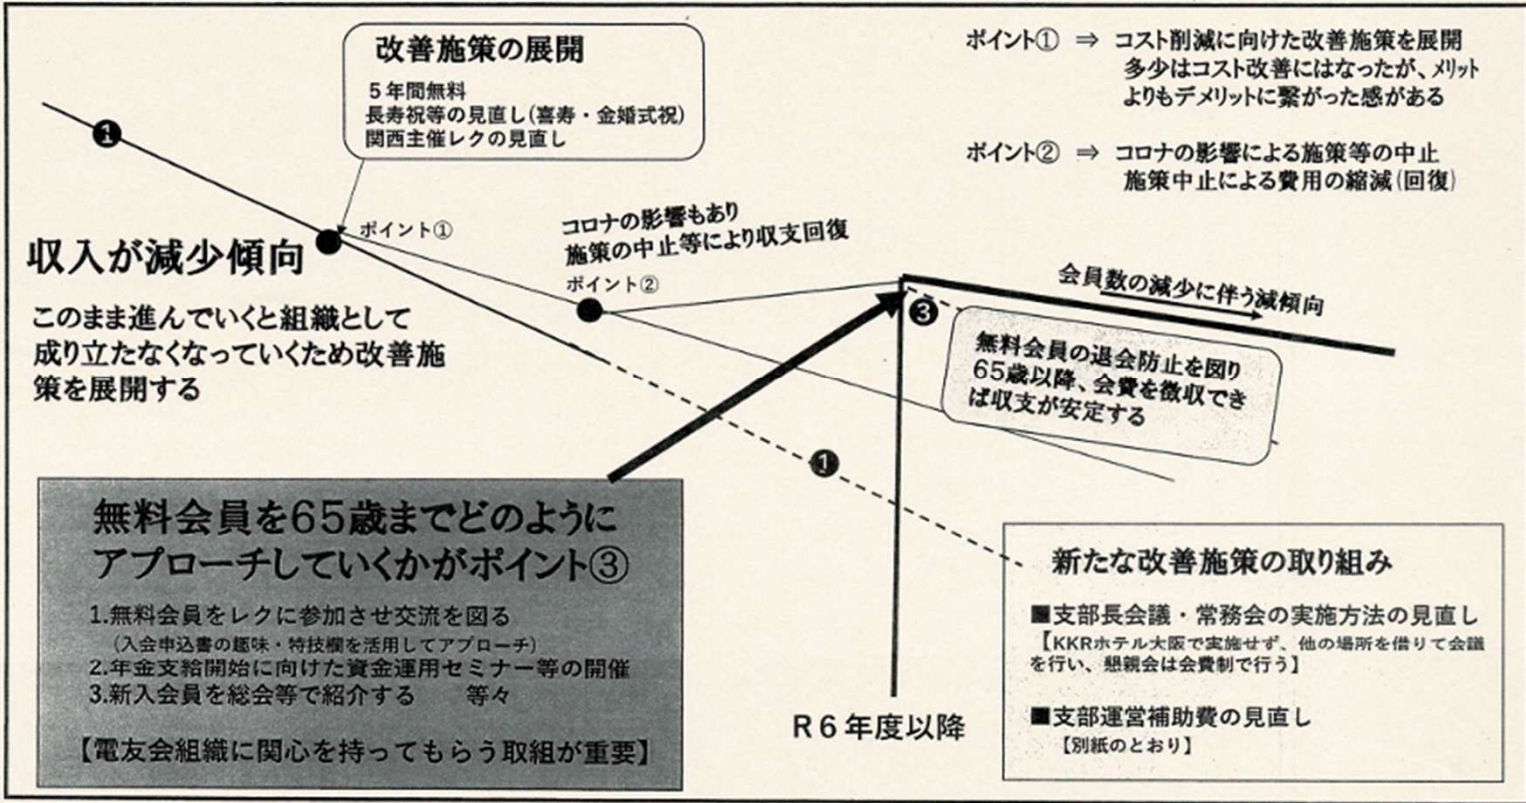 改善施策の展開
５年間無料
長寿祝等の見直し(喜寿・金婚式祝)
関西主催レクの見直し
ポイント① ⇒ コスト削減に向けた改善施策を展開
多少はコスト改善にはなったが、メリット
よりもデメリットに繋がった感がある
ポイント② ⇒ コロナの影響による施策等の中止
施策中止による費用の縮減(回復)
❶
ポイント①
収入が減少傾向
このまま進んでいくと組織として
成り立たなくなっていくため改善施
策を展開する
コロナの影響もあり
施策の中止等により収支回復
ポイント②
会員数の減少に伴う減傾向
❸
無料会員の退会防止を図り
65歳以降、会費を徴収でき
ば収支が安定する
❶
無料会員を65歳までどのように
アプローチしていくかがポイント③
1.無料会員をレクに参加させ交流を図る
(入会申込書の趣味・特技欄を活用してアプローチ)
2.年金支給開始に向けた資金運用セミナー等の開催
3.新入会員を総会等で紹介する 等々
【電友会組織に関心を持ってもらう取組が重要】
R６年度以降
新たな改善施策の取り組み
■支部長会議・常務会の実施方法の見直し
【KKRホテル大阪で実施せず、他の場所を借りて会議
を行い、懇親会は会費制で行う】
■支部運営補助費の見直し
【別紙のとおり】